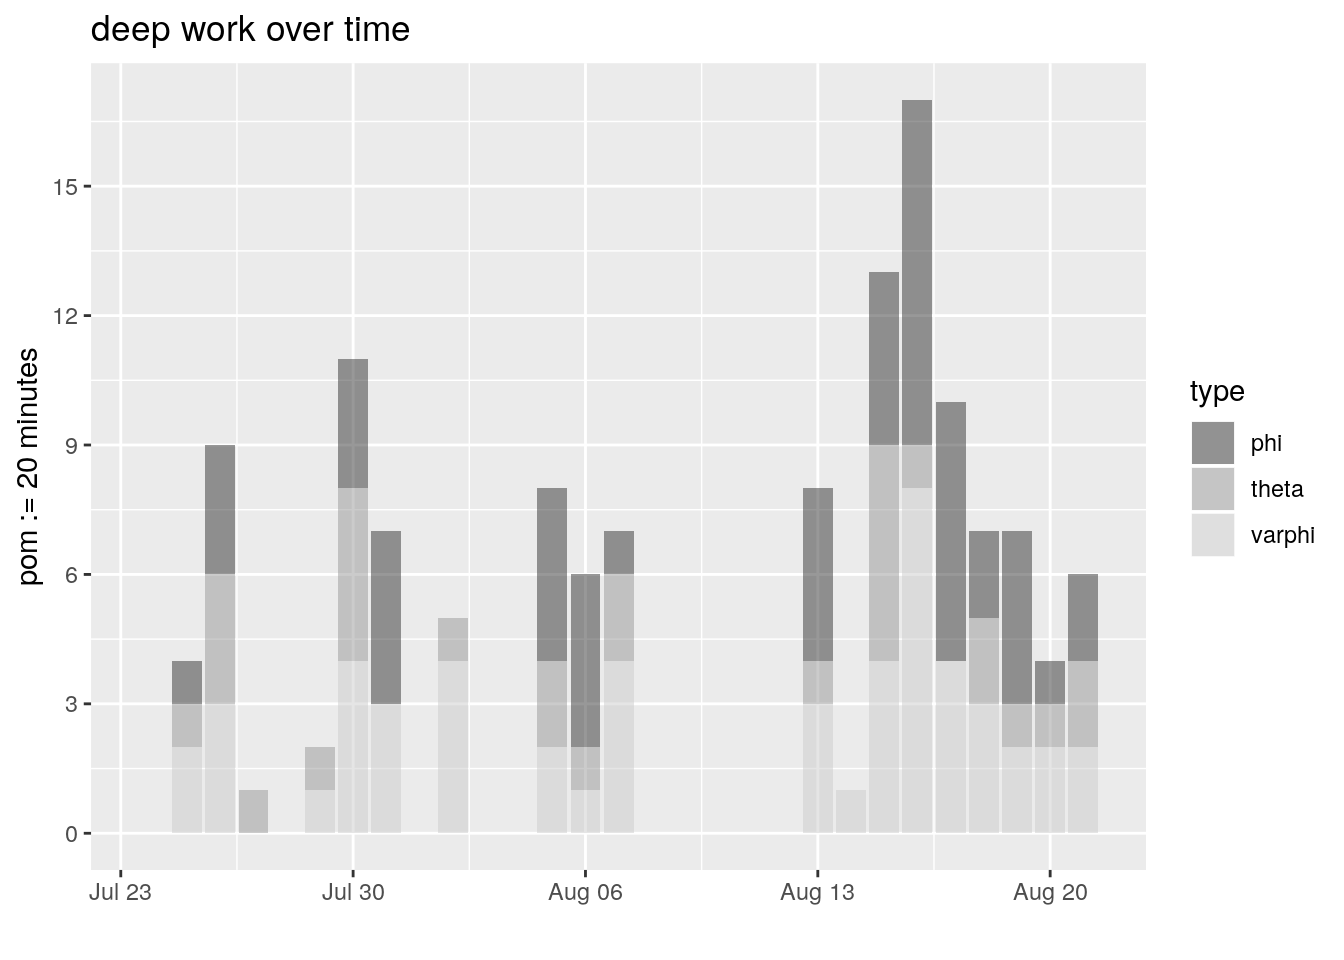 deep work over time
pom := 20 minutes
15
12
9
6
3
0
Jul 23
Jul 30
Aug 06
Aug 13
Aug 20
type
phi
theta
varphi